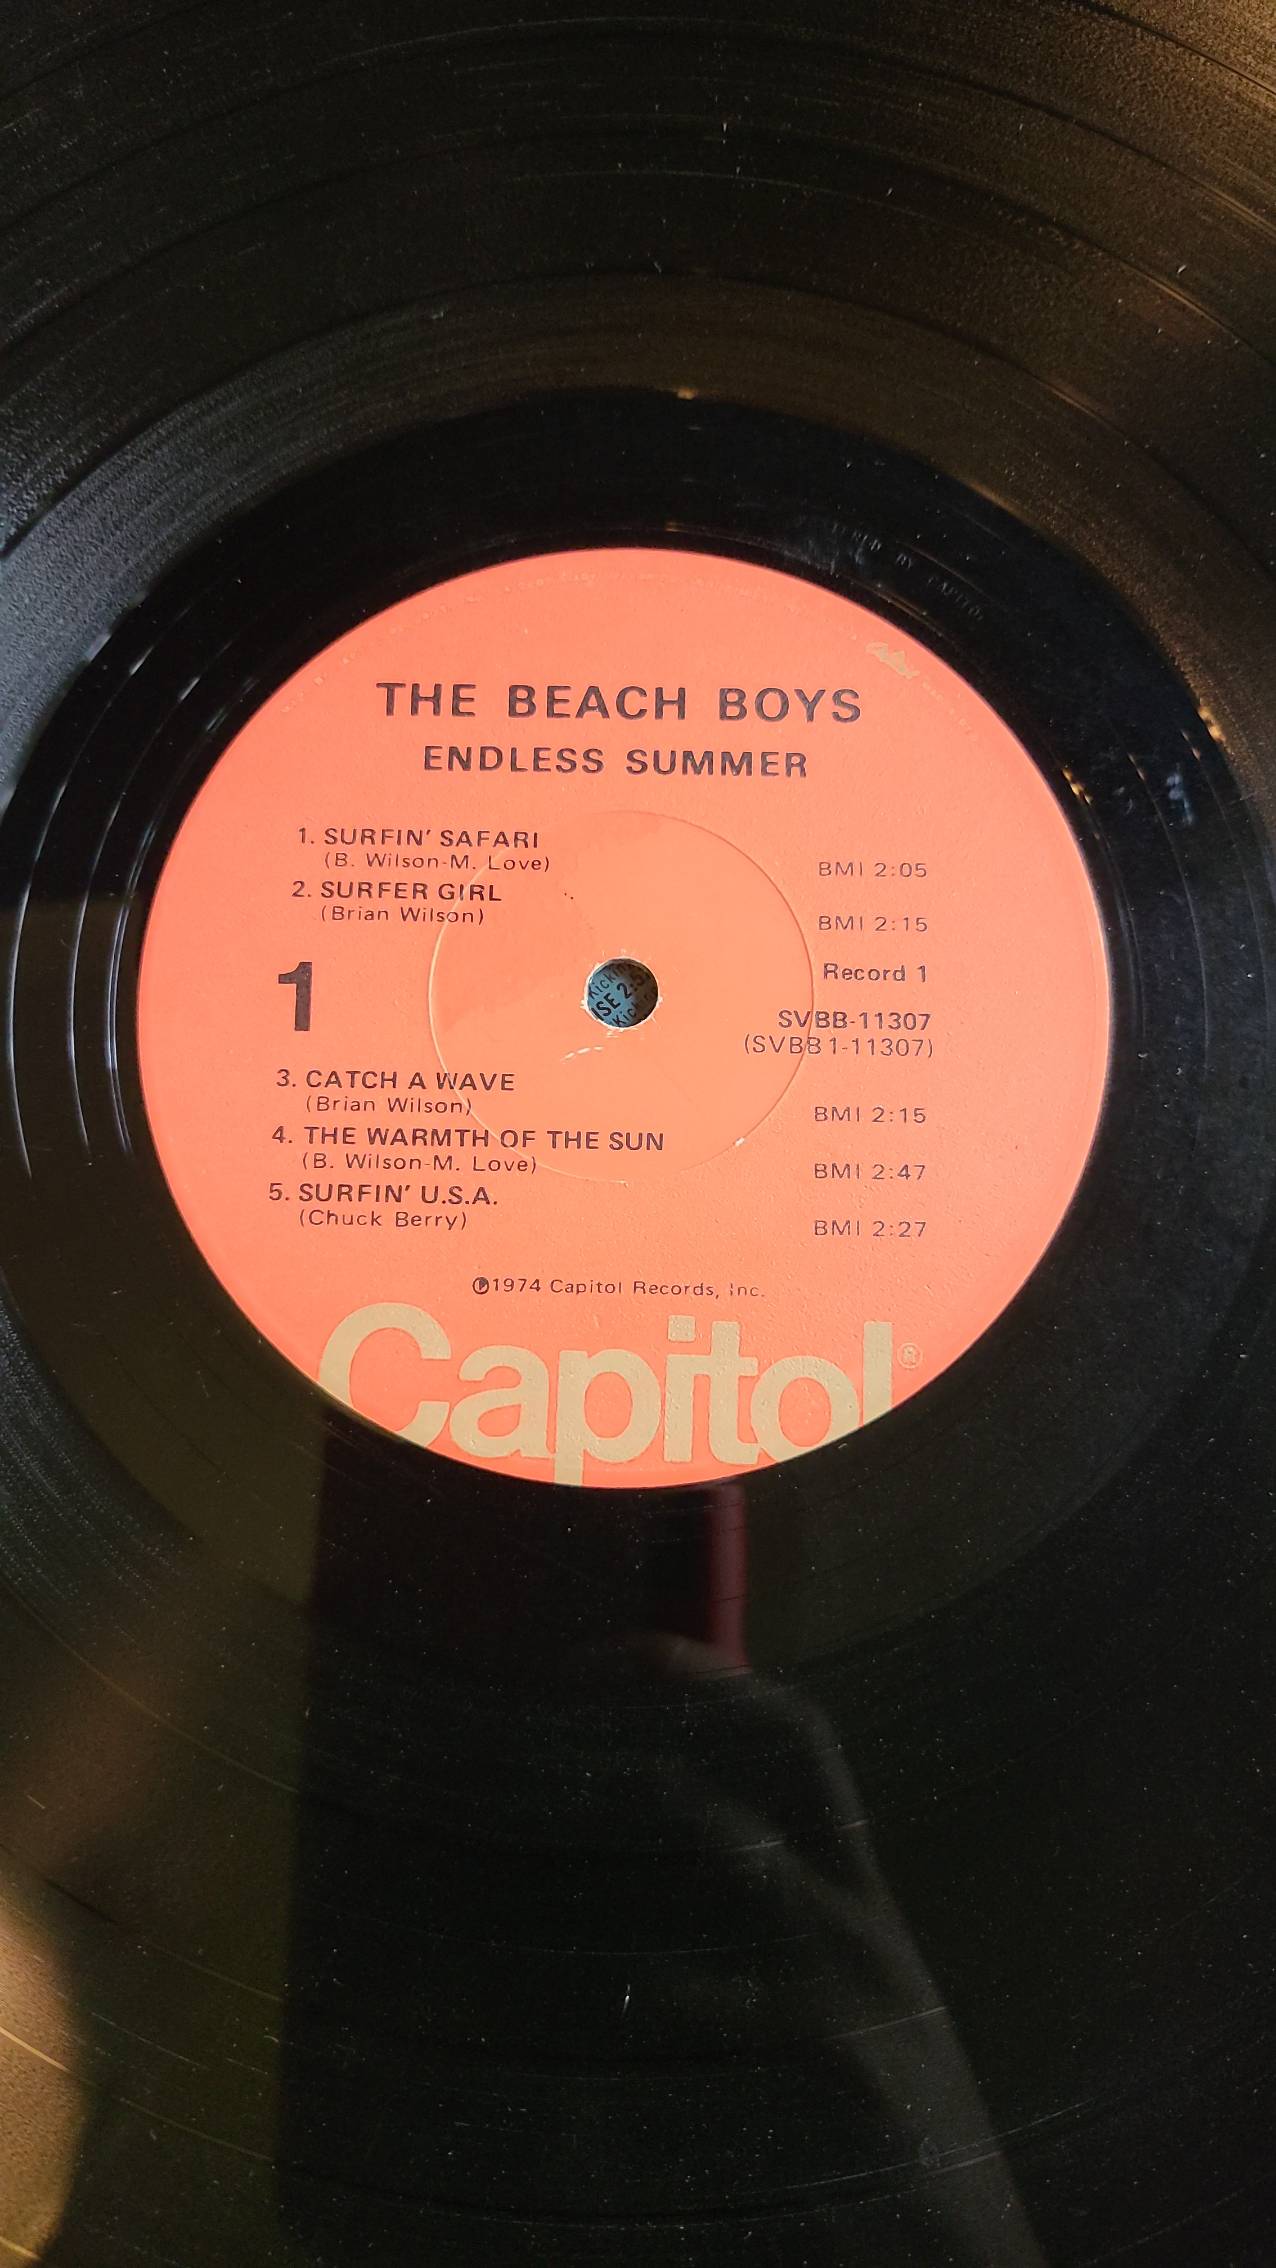 MASTERED BY CAPITOL
THE BEACH BOYS
ENDLESS SUMMER
1. SURFIN' SAFARI
(B. Wilson-M. Love)
BMI 2:05
2. SURFER GIRL
(Brian Wilson)
BMI 2:15
1
Record 1
SVBB-11307
(SVBB 1-11307)
3. CATCH A WAVE
(Brian Wilson)
BMI 2:15
4. THE WARMTH OF THE SUN
(B. Wilson-M. Love)
BMI 2:47
5. SURFIN' U.S.A.
(Chuck Berry)
BMI 2:27
℗1974 Capitol Records, Inc.
Capitol®